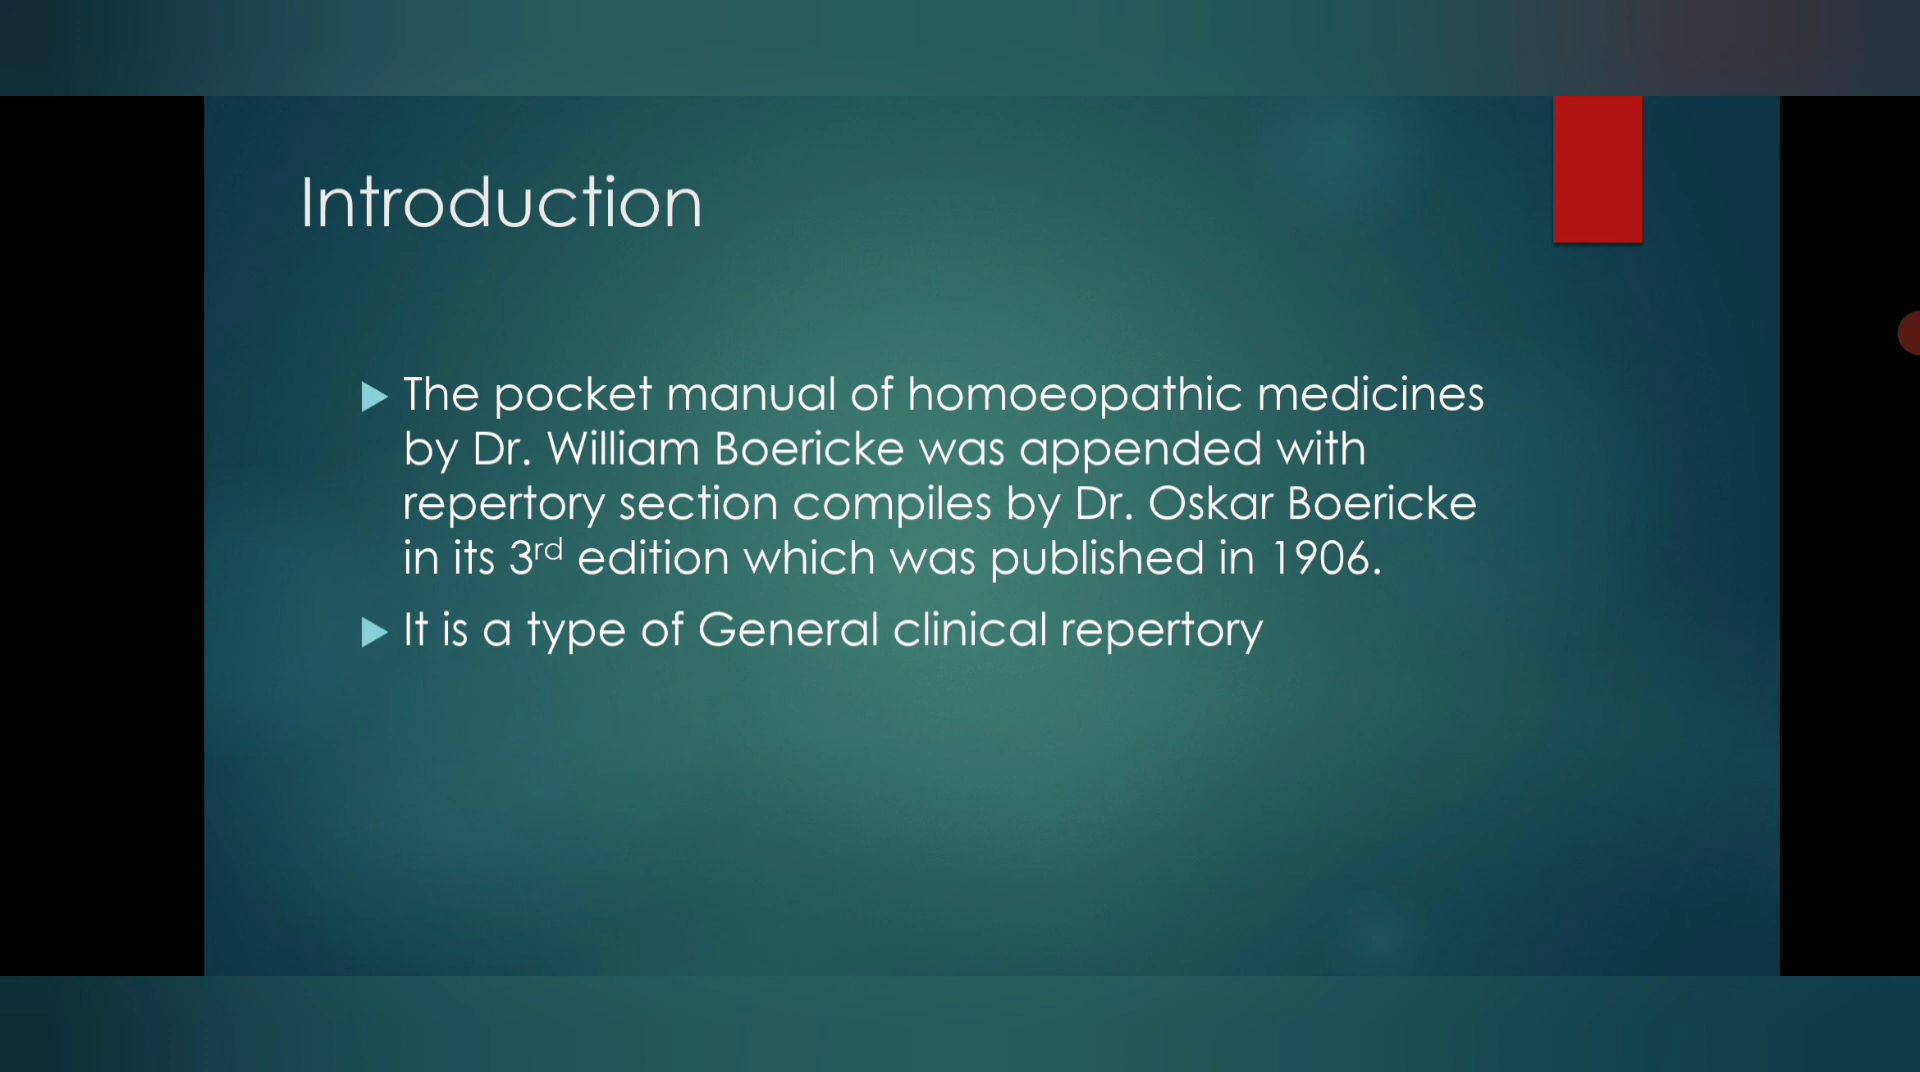 Introduction
The pocket manual of homoeopathic medicines
by Dr. William Boericke was appended with
repertory section compiles by Dr. Oskar Boericke
in its 3rd edition which was published in 1906.
It is a type of General clinical repertory